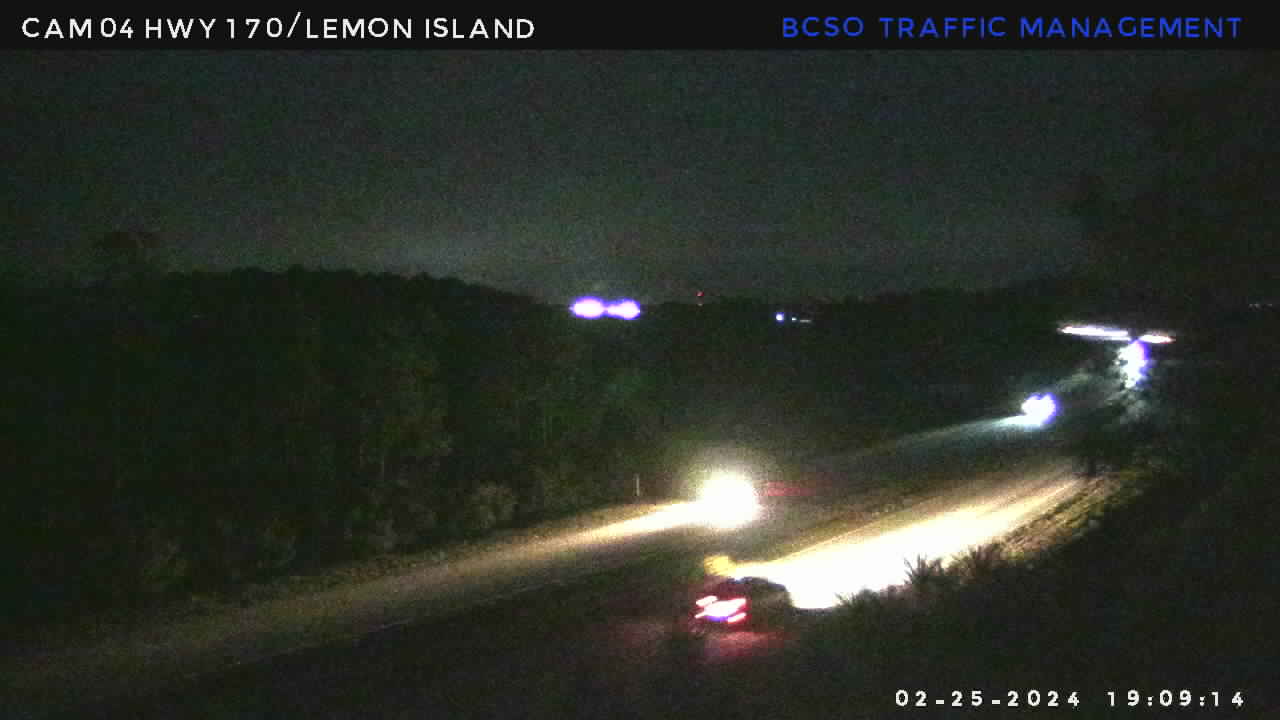 CAM04 HWY 170/LEMON ISLAND
BCSO TRAFFIC MANAGEMENT
02-25-2024 19:09:14